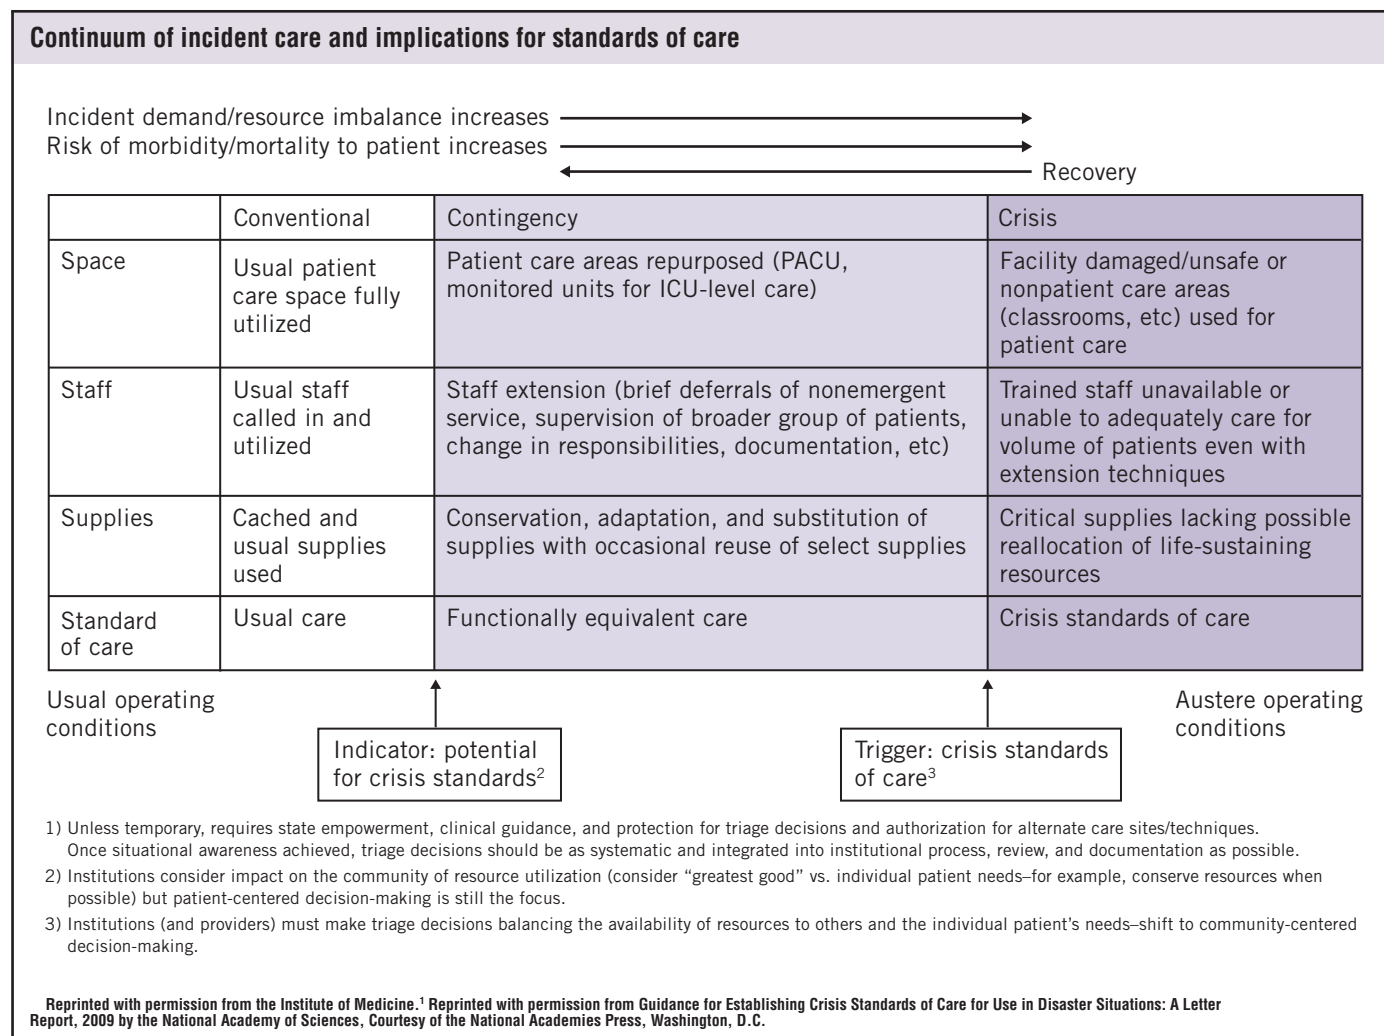 Continuum of incident care and implications for standards of care
Incident demand/resource imbalance increases
Risk of morbidity/mortality to patient increases
Recovery
Conventional
Contingency
Crisis
Space
Usual patient
care space fully
utilized
Patient care areas repurposed (PACU,
monitored units for ICU-level care)
Facility damaged/unsafe or
nonpatient care areas
(classrooms, etc) used for
patient care
Staff
Usual staff
called in and
utilized
Staff extension (brief deferrals of nonemergent
service, supervision of broader group of patients,
change in responsibilities, documentation, etc)
Trained staff unavailable or
unable to adequately care for
volume of patients even with
extension techniques
Supplies
Cached and
usual supplies
used
Conservation, adaptation, and substitution of
supplies with occasional reuse of select supplies
Critical supplies lacking possible
reallocation of life-sustaining
resources
Standard
of care
Usual care
Functionally equivalent care
Crisis standards of care
Usual operating
conditions
Indicator: potential
for crisis standards²
Trigger: crisis standards
of care³
Austere operating
conditions
1) Unless temporary, requires state empowerment, clinical guidance, and protection for triage decisions and authorization for alternate care sites/techniques.
Once situational awareness achieved, triage decisions should be as systematic and integrated into institutional process, review, and documentation as possible.
2) Institutions consider impact on the community of resource utilization (consider “greatest good” vs. individual patient needs–for example, conserve resources when
possible) but patient-centered decision-making is still the focus.
3) Institutions (and providers) must make triage decisions balancing the availability of resources to others and the individual patient’s needs–shift to community-centered
decision-making.
Reprinted with permission from the Institute of Medicine.¹ Reprinted with permission from Guidance for Establishing Crisis Standards of Care for Use in Disaster Situations: A Letter
Report, 2009 by the National Academy of Sciences, Courtesy of the National Academies Press, Washington, D.C.